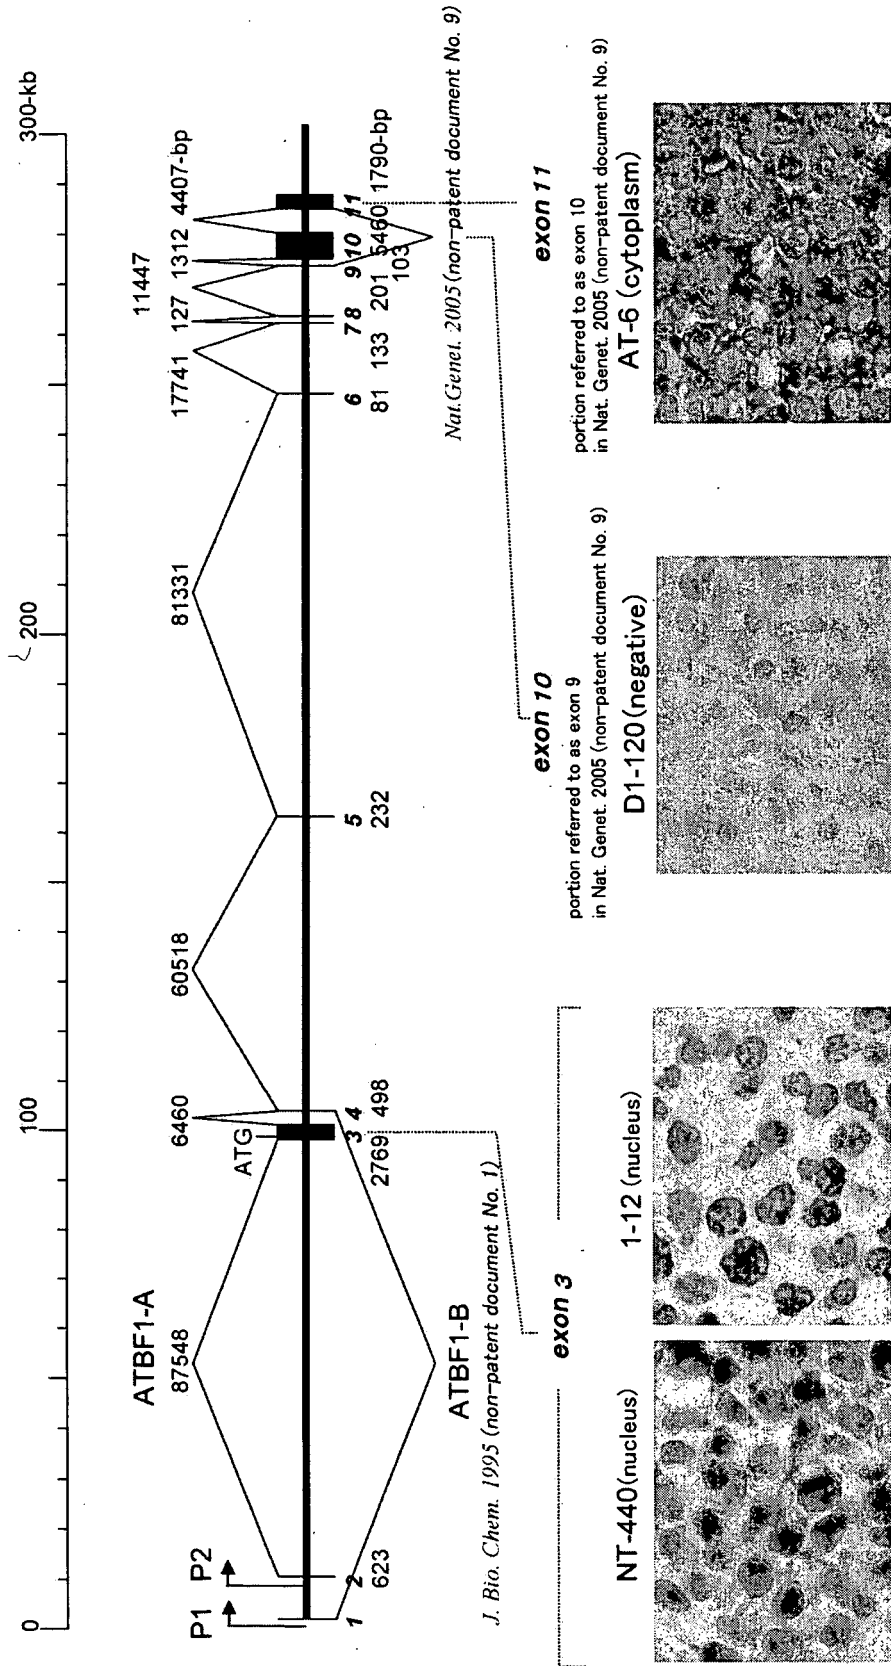 0 100 200 300-kb
P1 P2
ATBF1-A
87548 6460 60518 81331 17741 127 1312 4407-bp
11447
ATG
1 2 3 4 5 6 7 8 9 10 11
623 2769 498 232 81 133 201 5460 1790-bp
103
ATBF1-B
J. Bio. Chem. 1995 (non-patent document No. 1)
Nat.Genet. 2005 (non-patent document No. 9)
exon 3
exon 10
portion referred to as exon 9
in Nat. Genet. 2005 (non-patent document No. 9)
exon 11
portion referred to as exon 10
in Nat. Genet. 2005 (non-patent document No. 9)
NT-440(nucleus)
1-12 (nucleus)
D1-120(negative)
AT-6 (cytoplasm)